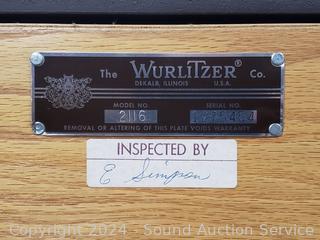 The WURLITZER® Co.
DEKALB, ILLINOIS U.S.A.
MODEL NO. SERIAL NO.
2116
REMOVAL OR ALTERING OF THIS PLATE VOIDS WARRANTY
INSPECTED BY
E Simpson
Copyright © 2024 - Sound Auction Service